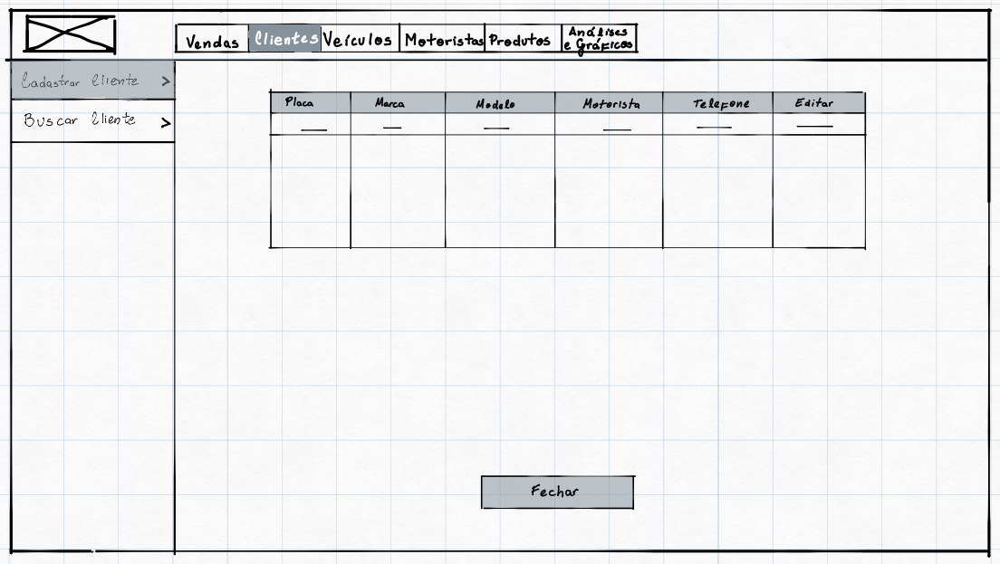 Vendas Clientes Veículos Motoristas Produtos Análises
e Gráficos
Cadastrar Cliente >
Buscar Cliente >
Placa Marca Modelo Motorista Telefone Editar
Fechar